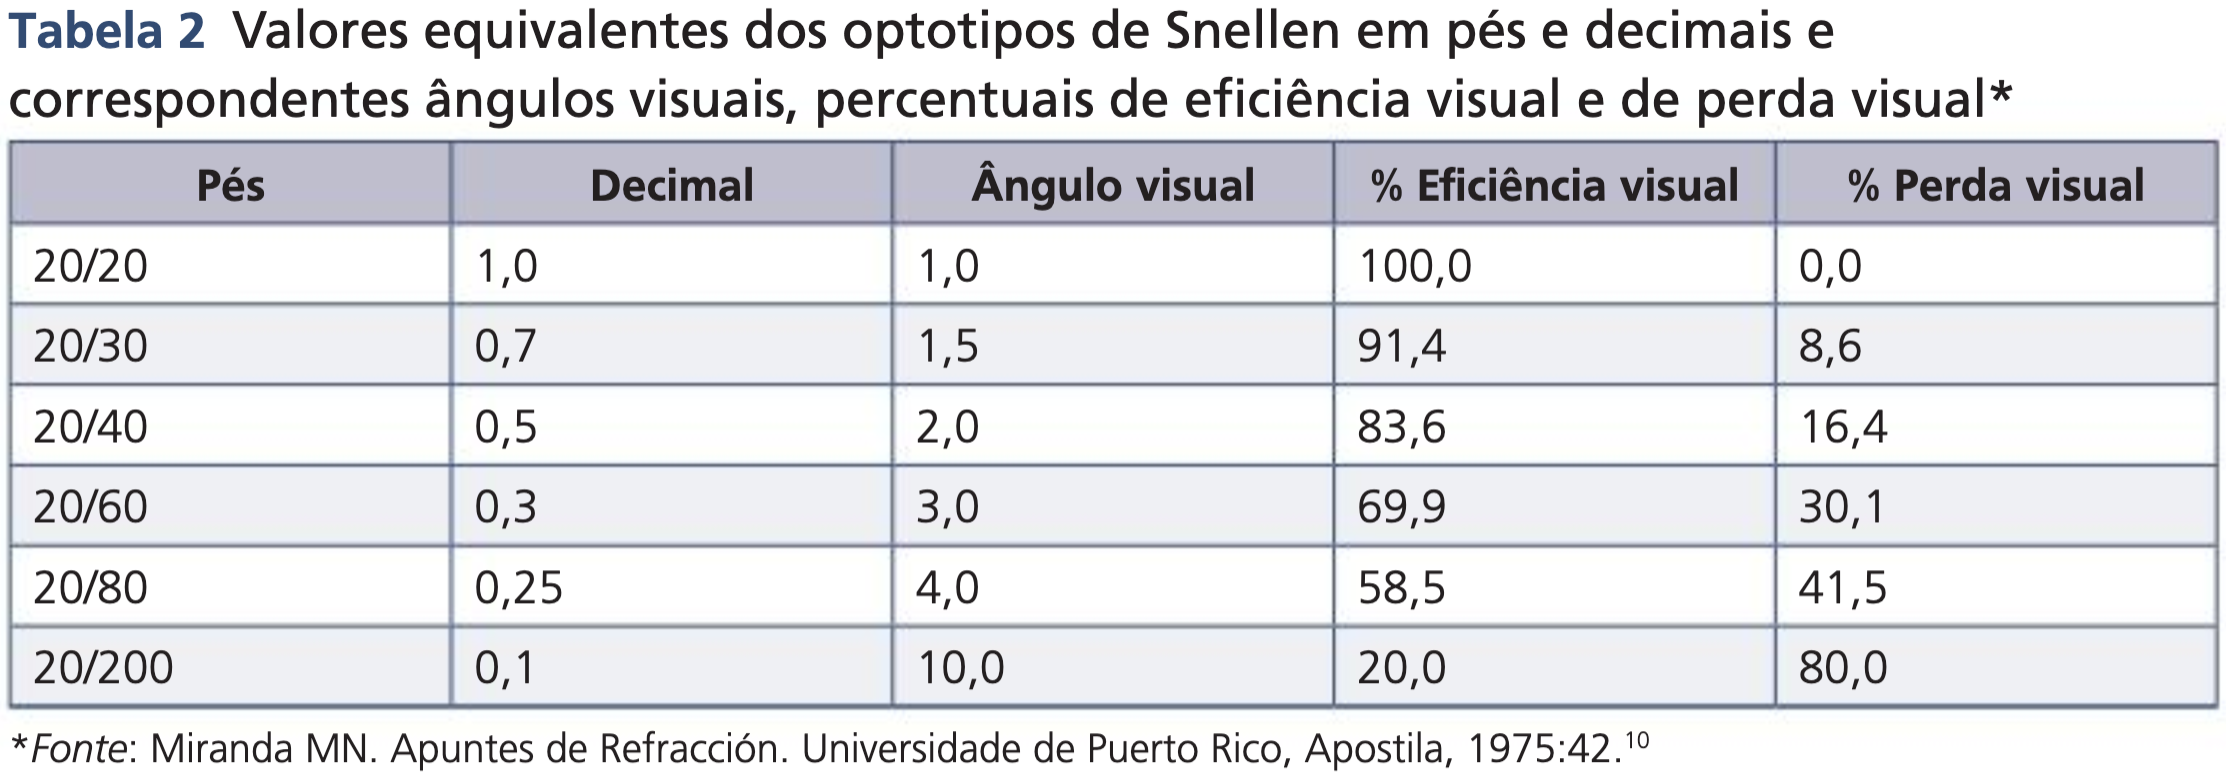 Tabela 2 Valores equivalentes dos optotipos de Snellen em pés e decimais e
correspondentes ângulos visuais, percentuais de eficiência visual e de perda visual*
Pés Decimal Ângulo visual % Eficiência visual % Perda visual
20/20 1,0 1,0 100,0 0,0
20/30 0,7 1,5 91,4 8,6
20/40 0,5 2,0 83,6 16,4
20/60 0,3 3,0 69,9 30,1
20/80 0,25 4,0 58,5 41,5
20/200 0,1 10,0 20,0 80,0
*Fonte: Miranda MN. Apuntes de Refracción. Universidade de Puerto Rico, Apostila, 1975:42.¹⁰